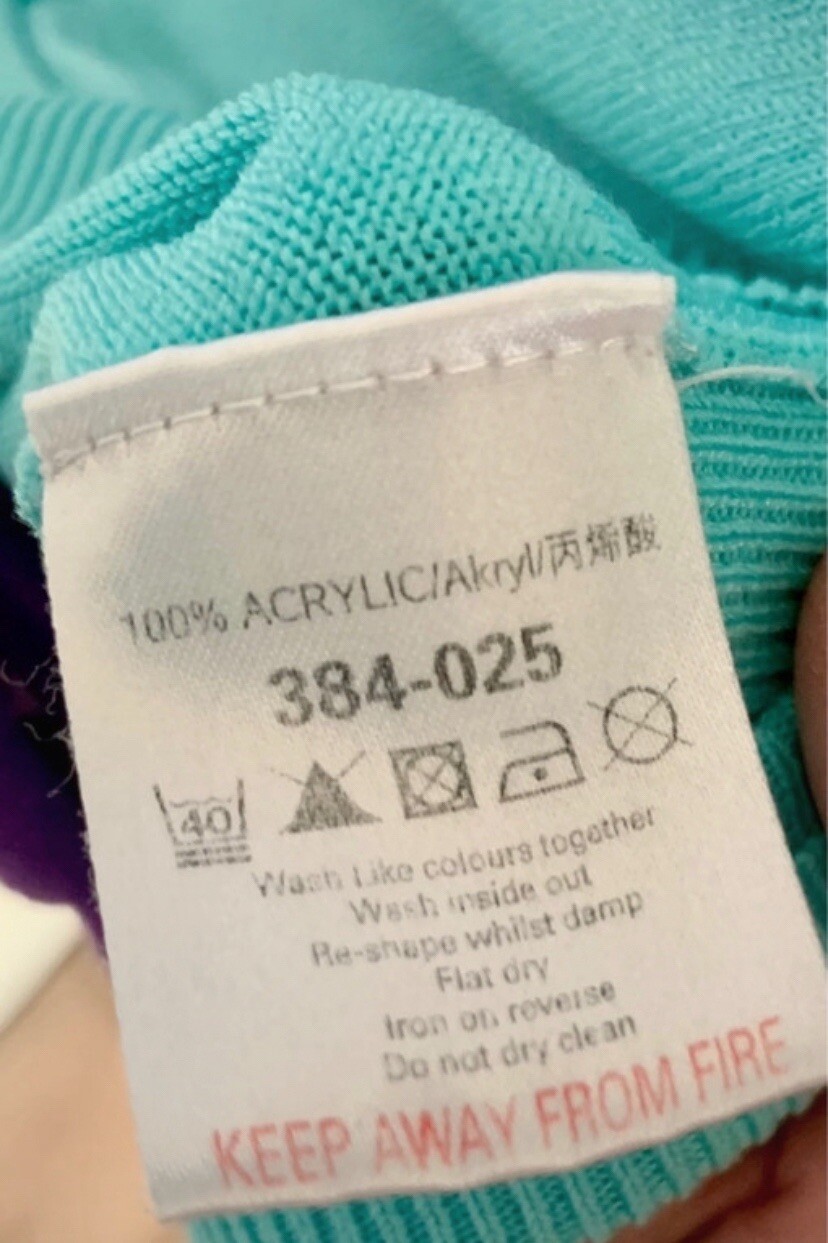 100% ACRYLIC/Akryl/丙烯酸
384-025
40
Wash Like colours together
Wash inside out
Re-shape whilst damp
Flat dry
Iron on reverse
Do not dry clean
KEEP AWAY FROM FIRE